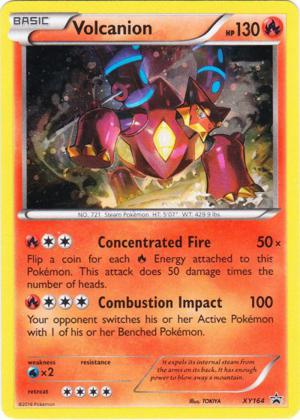 BASIC
Volcanion HP 130
NO. 721 Steam Pokémon HT: 5'07" WT: 429.9 lbs.
Concentrated Fire 50×
Flip a coin for each Energy attached to this
Pokémon. This attack does 50 damage times the
number of heads.
Combustion Impact 100
Your opponent switches his or her Active Pokémon
with 1 of his or her Benched Pokémon.
weakness resistance
×2
retreat
It expels its internal steam from
the arms on its back. It has enough
power to blow away a mountain.
©2016 Pokémon
Illus. TOKIYA
XY164